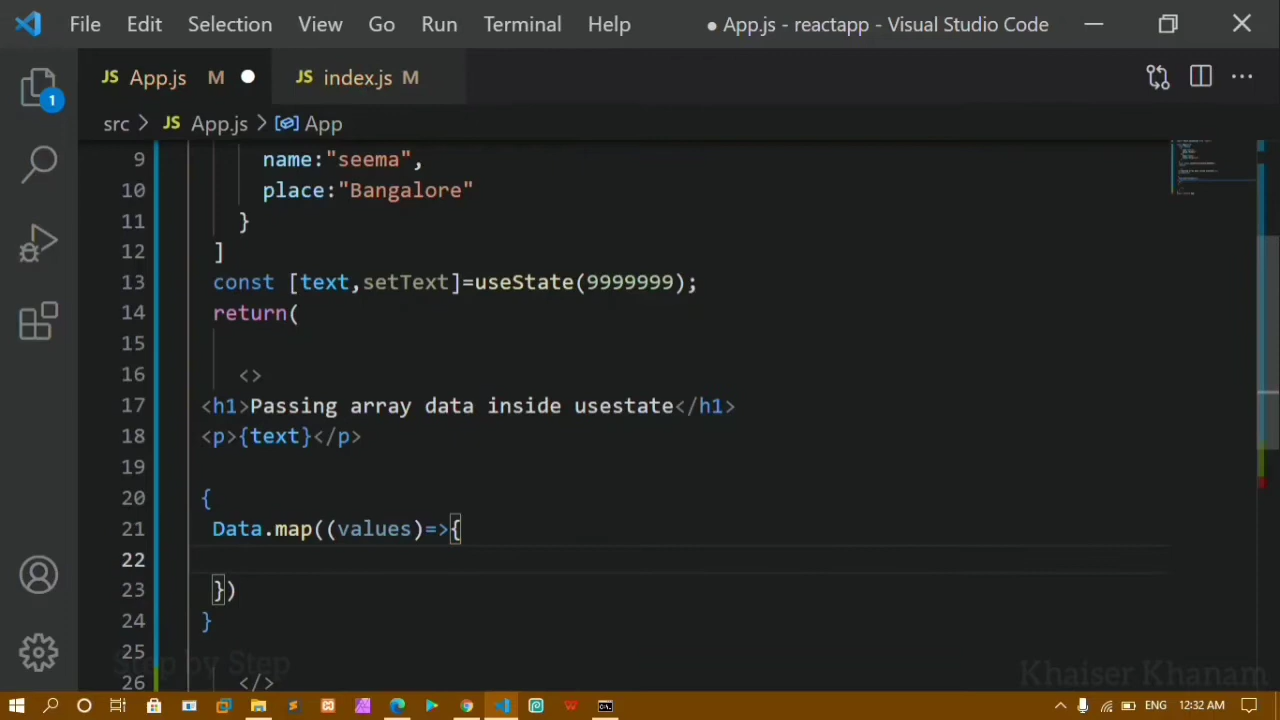 File Edit Selection View Go Run Terminal Help ● App.js - reactapp - Visual Studio Code
JS App.js M ● JS index.js M
1
src > JS App.js > App
9 name:"seema",
10 place:"Bangalore"
11 }
12 ]
13 const [text,setText]=useState(9999999);
14 return(
15
16 <>
17 <h1>Passing array data inside usestate</h1>
18 <p>{text}</p>
19
20 {
21 Data.map((values)=>{
22
23 })
24 }
25
26 </>
Step by Step
Khaiser Khanam
ENG 12:32 AM